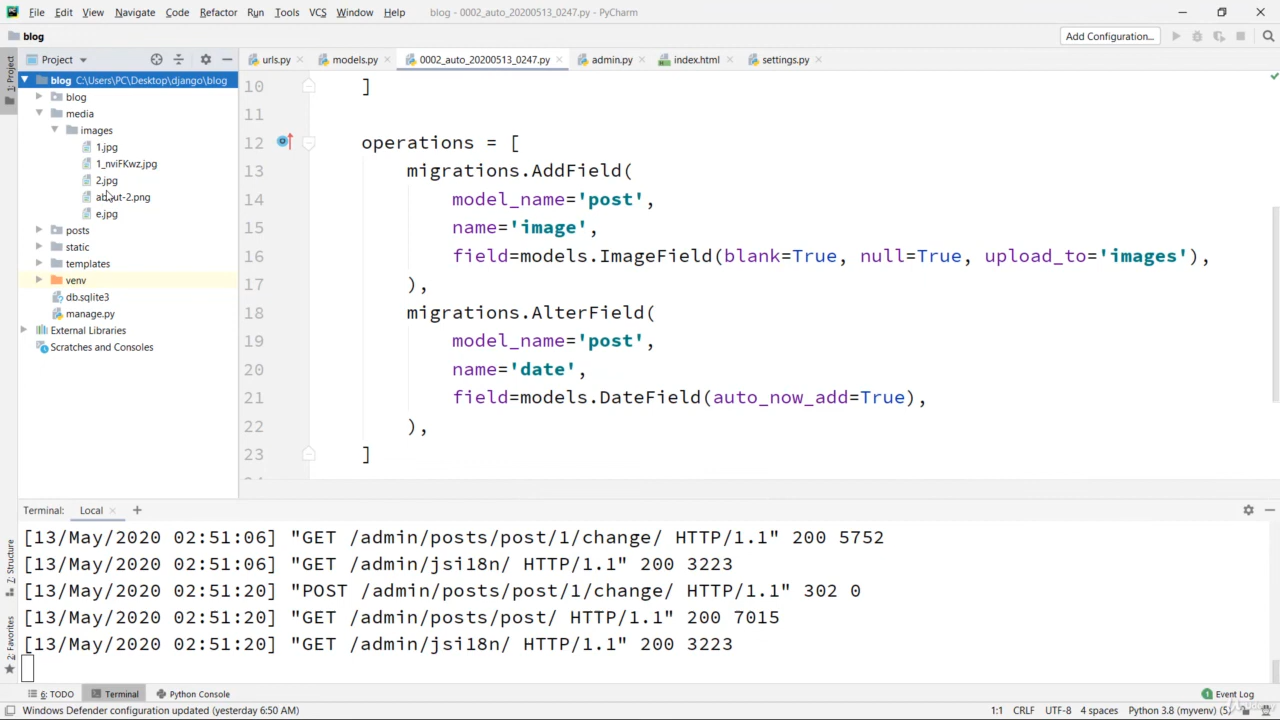 File Edit View Navigate Code Refactor Run Tools VCS Window Help blog - 0002_auto_20200513_0247.py - PyCharm
blog Add Configuration...
Project urls.py models.py 0002_auto_20200513_0247.py admin.py index.html settings.py
1: Project
blog C:\Users\PC\Desktop\django\blog
blog
media
images
1.jpg
1_nviFKwz.jpg
2.jpg
about-2.png
e.jpg
posts
static
templates
venv
db.sqlite3
manage.py
External Libraries
Scratches and Consoles
10 ]
11
12 operations = [
13 migrations.AddField(
14 model_name='post',
15 name='image',
16 field=models.ImageField(blank=True, null=True, upload_to='images'),
17 ),
18 migrations.AlterField(
19 model_name='post',
20 name='date',
21 field=models.DateField(auto_now_add=True),
22 ),
23 ]
Terminal: Local +
[13/May/2020 02:51:06] "GET /admin/posts/post/1/change/ HTTP/1.1" 200 5752
[13/May/2020 02:51:06] "GET /admin/jsi18n/ HTTP/1.1" 200 3223
[13/May/2020 02:51:20] "POST /admin/posts/post/1/change/ HTTP/1.1" 302 0
[13/May/2020 02:51:20] "GET /admin/posts/post/ HTTP/1.1" 200 7015
[13/May/2020 02:51:20] "GET /admin/jsi18n/ HTTP/1.1" 200 3223
7: Structure
2: Favorites
6: TODO Terminal Python Console 1 Event Log
Windows Defender configuration updated (yesterday 6:50 AM) 1:1 CRLF UTF-8 4 spaces Python 3.8 (myvenv) (5)